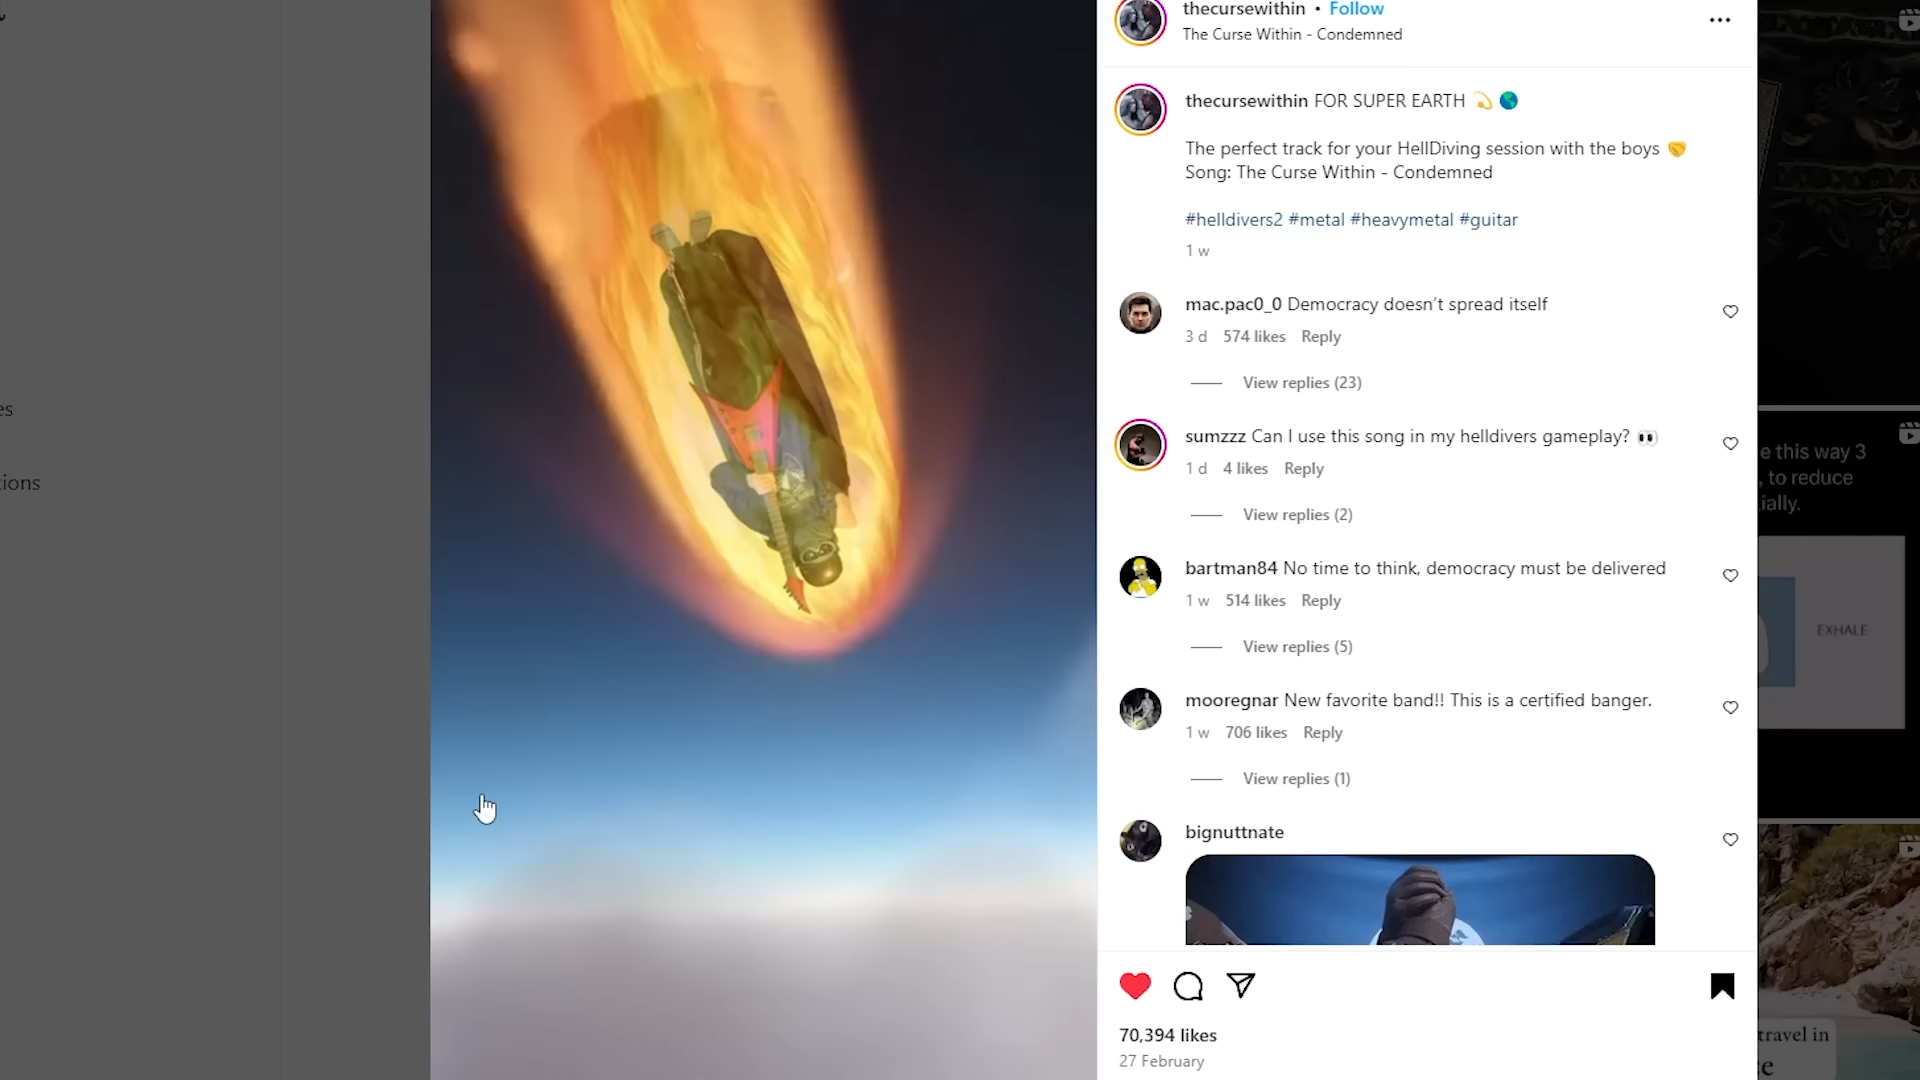 thecursewithin • Follow
The Curse Within - Condemned
thecursewithin FOR SUPER EARTH 💫 🌎
The perfect track for your HellDiving session with the boys 🤝
Song: The Curse Within - Condemned
#helldivers2 #metal #heavymetal #guitar
1 w
mac.pac0_0 Democracy doesn’t spread itself
3 d 574 likes Reply
View replies (23)
sumzzz Can I use this song in my helldivers gameplay? 👀
1 d 4 likes Reply
View replies (2)
bartman84 No time to think, democracy must be delivered
1 w 514 likes Reply
View replies (5)
mooregnar New favorite band!! This is a certified banger.
1 w 706 likes Reply
View replies (1)
bignuttnate
70,394 likes
27 February
es
tions
e this way 3
, to reduce
ially.
EXHALE
travel in
ce